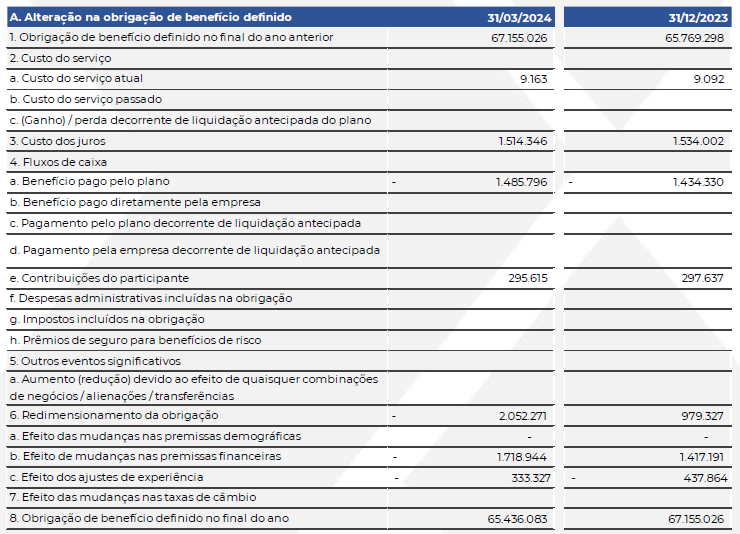 A. Alteração na obrigação de benefício definido 31/03/2024 31/12/2023
1. Obrigação de benefício definido no final do ano anterior 67.155.026 65.769.298
2. Custo do serviço
a. Custo do serviço atual 9.163 9.092
b. Custo do serviço passado
c. (Ganho) / perda decorrente de liquidação antecipada do plano
3. Custo dos juros 1.514.346 1.534.002
4. Fluxos de caixa
a. Benefício pago pelo plano - 1.485.796 - 1.434.330
b. Benefício pago diretamente pela empresa
c. Pagamento pelo plano decorrente de liquidação antecipada
d. Pagamento pela empresa decorrente de liquidação antecipada
e. Contribuições do participante 295.615 297.637
f. Despesas administrativas incluídas na obrigação
g. Impostos incluídos na obrigação
h. Prêmios de seguro para benefícios de risco
5. Outros eventos significativos
a. Aumento (redução) devido ao efeito de quaisquer combinações
de negócios / alienações / transferências
6. Redimensionamento da obrigação - 2.052.271 979.327
a. Efeito das mudanças nas premissas demográficas - -
b. Efeito de mudanças nas premissas financeiras - 1.718.944 1.417.191
c. Efeito dos ajustes de experiência - 333.327 - 437.864
7. Efeito das mudanças nas taxas de câmbio
8. Obrigação de benefício definido no final do ano 65.436.083 67.155.026